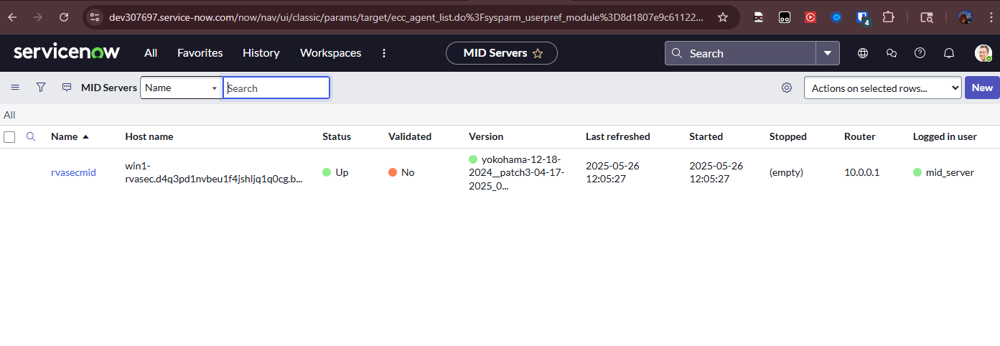 dev307697.service-now.com/now/nav/ui/classic/params/target/ecc_agent_list.do%3Fsysparm_userpref_module%3D8d1807e9c61122...
4
servicenow All Favorites History Workspaces MID Servers Search
MID Servers Name Search Actions on selected rows... New
All
Name Host name Status Validated Version Last refreshed Started Stopped Router Logged in user
rvasecmid
win1-
rvasec.d4q3pd1nvbeu1f4jshljq1q0cg.b...
Up
No
yokohama-12-18-
2024__patch3-04-17-
2025_0...
2025-05-26
12:05:27
2025-05-26
12:05:27
(empty)
10.0.0.1
mid_server